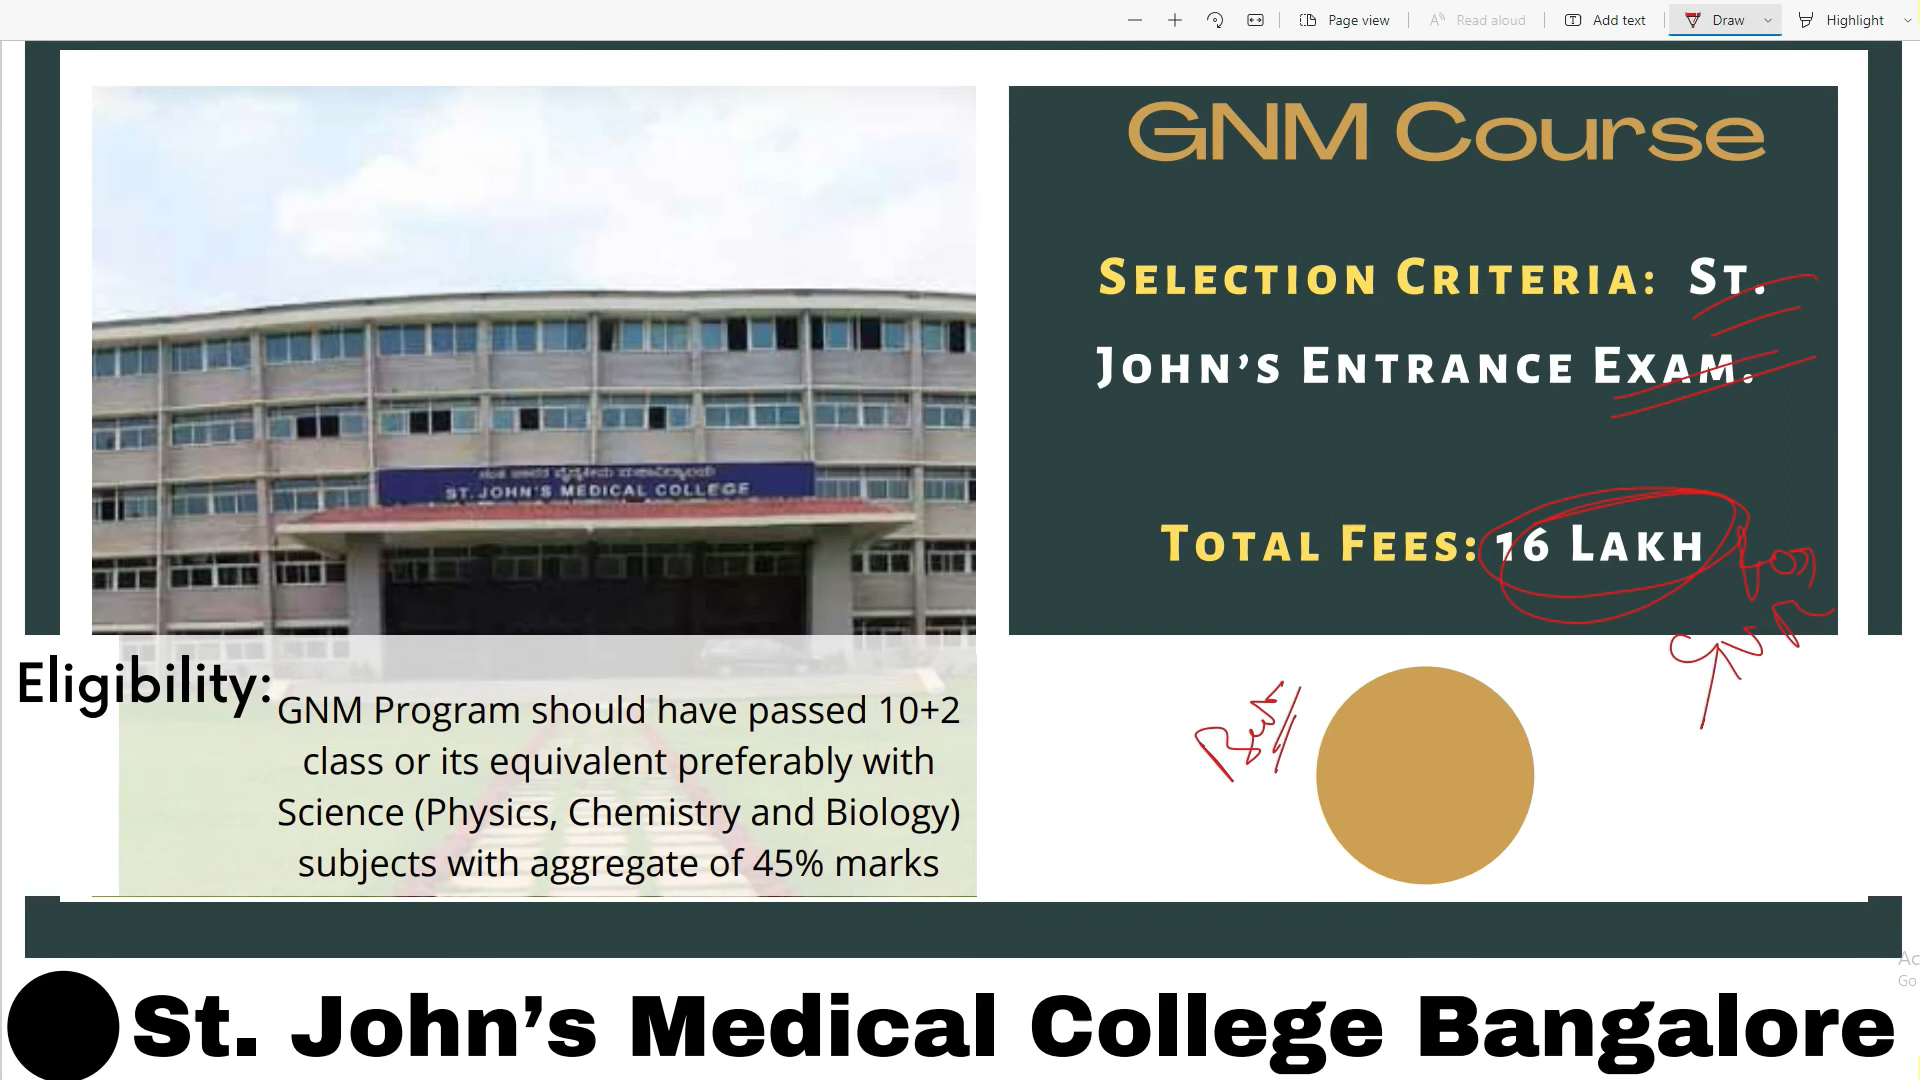 Page view
Read aloud
Add text
Draw
Highlight
GNM Course
SELECTION CRITERIA: ST.
JOHN'S ENTRANCE EXAM.
TOTAL FEES: 16 LAKH
for
GNM
ST. JOHN'S MEDICAL COLLEGE
Eligibility:
GNM Program should have passed 10+2
class or its equivalent preferably with
Science (Physics, Chemistry and Biology)
subjects with aggregate of 45% marks
St. John's Medical College Bangalore